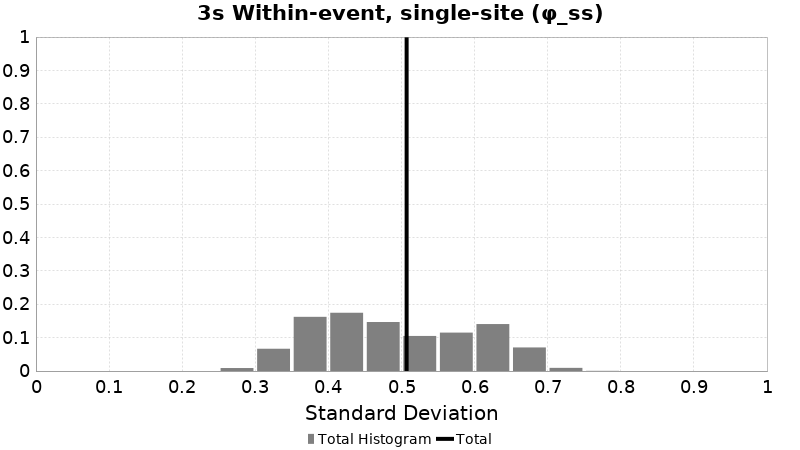 3s Within-event, single-site (φ_ss)
1
0.9
0.8
0.7
0.6
0.5
0.4
0.3
0.2
0.1
0
0 0.1 0.2 0.3 0.4 0.5 0.6 0.7 0.8 0.9 1
Standard Deviation
Total Histogram Total